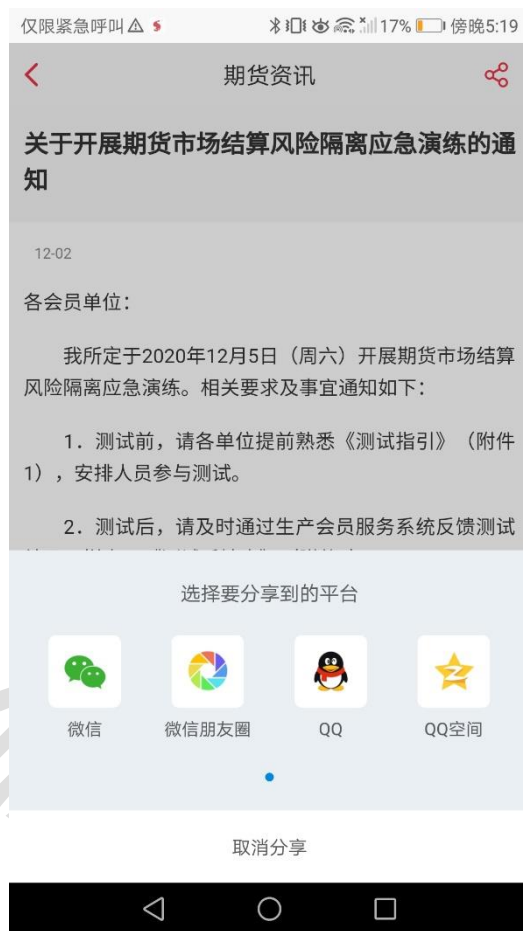 仅限紧急呼叫 17% 傍晚5:19
期货资讯
关于开展期货市场结算风险隔离应急演练的通
知
12-02
各会员单位：
我所定于2020年12月5日（周六）开展期货市场结算
风险隔离应急演练。相关要求及事宜通知如下：
1．测试前，请各单位提前熟悉《测试指引》（附件
1），安排人员参与测试。
2．测试后，请及时通过生产会员服务系统反馈测试
选择要分享到的平台
微信 微信朋友圈 QQ QQ空间
取消分享